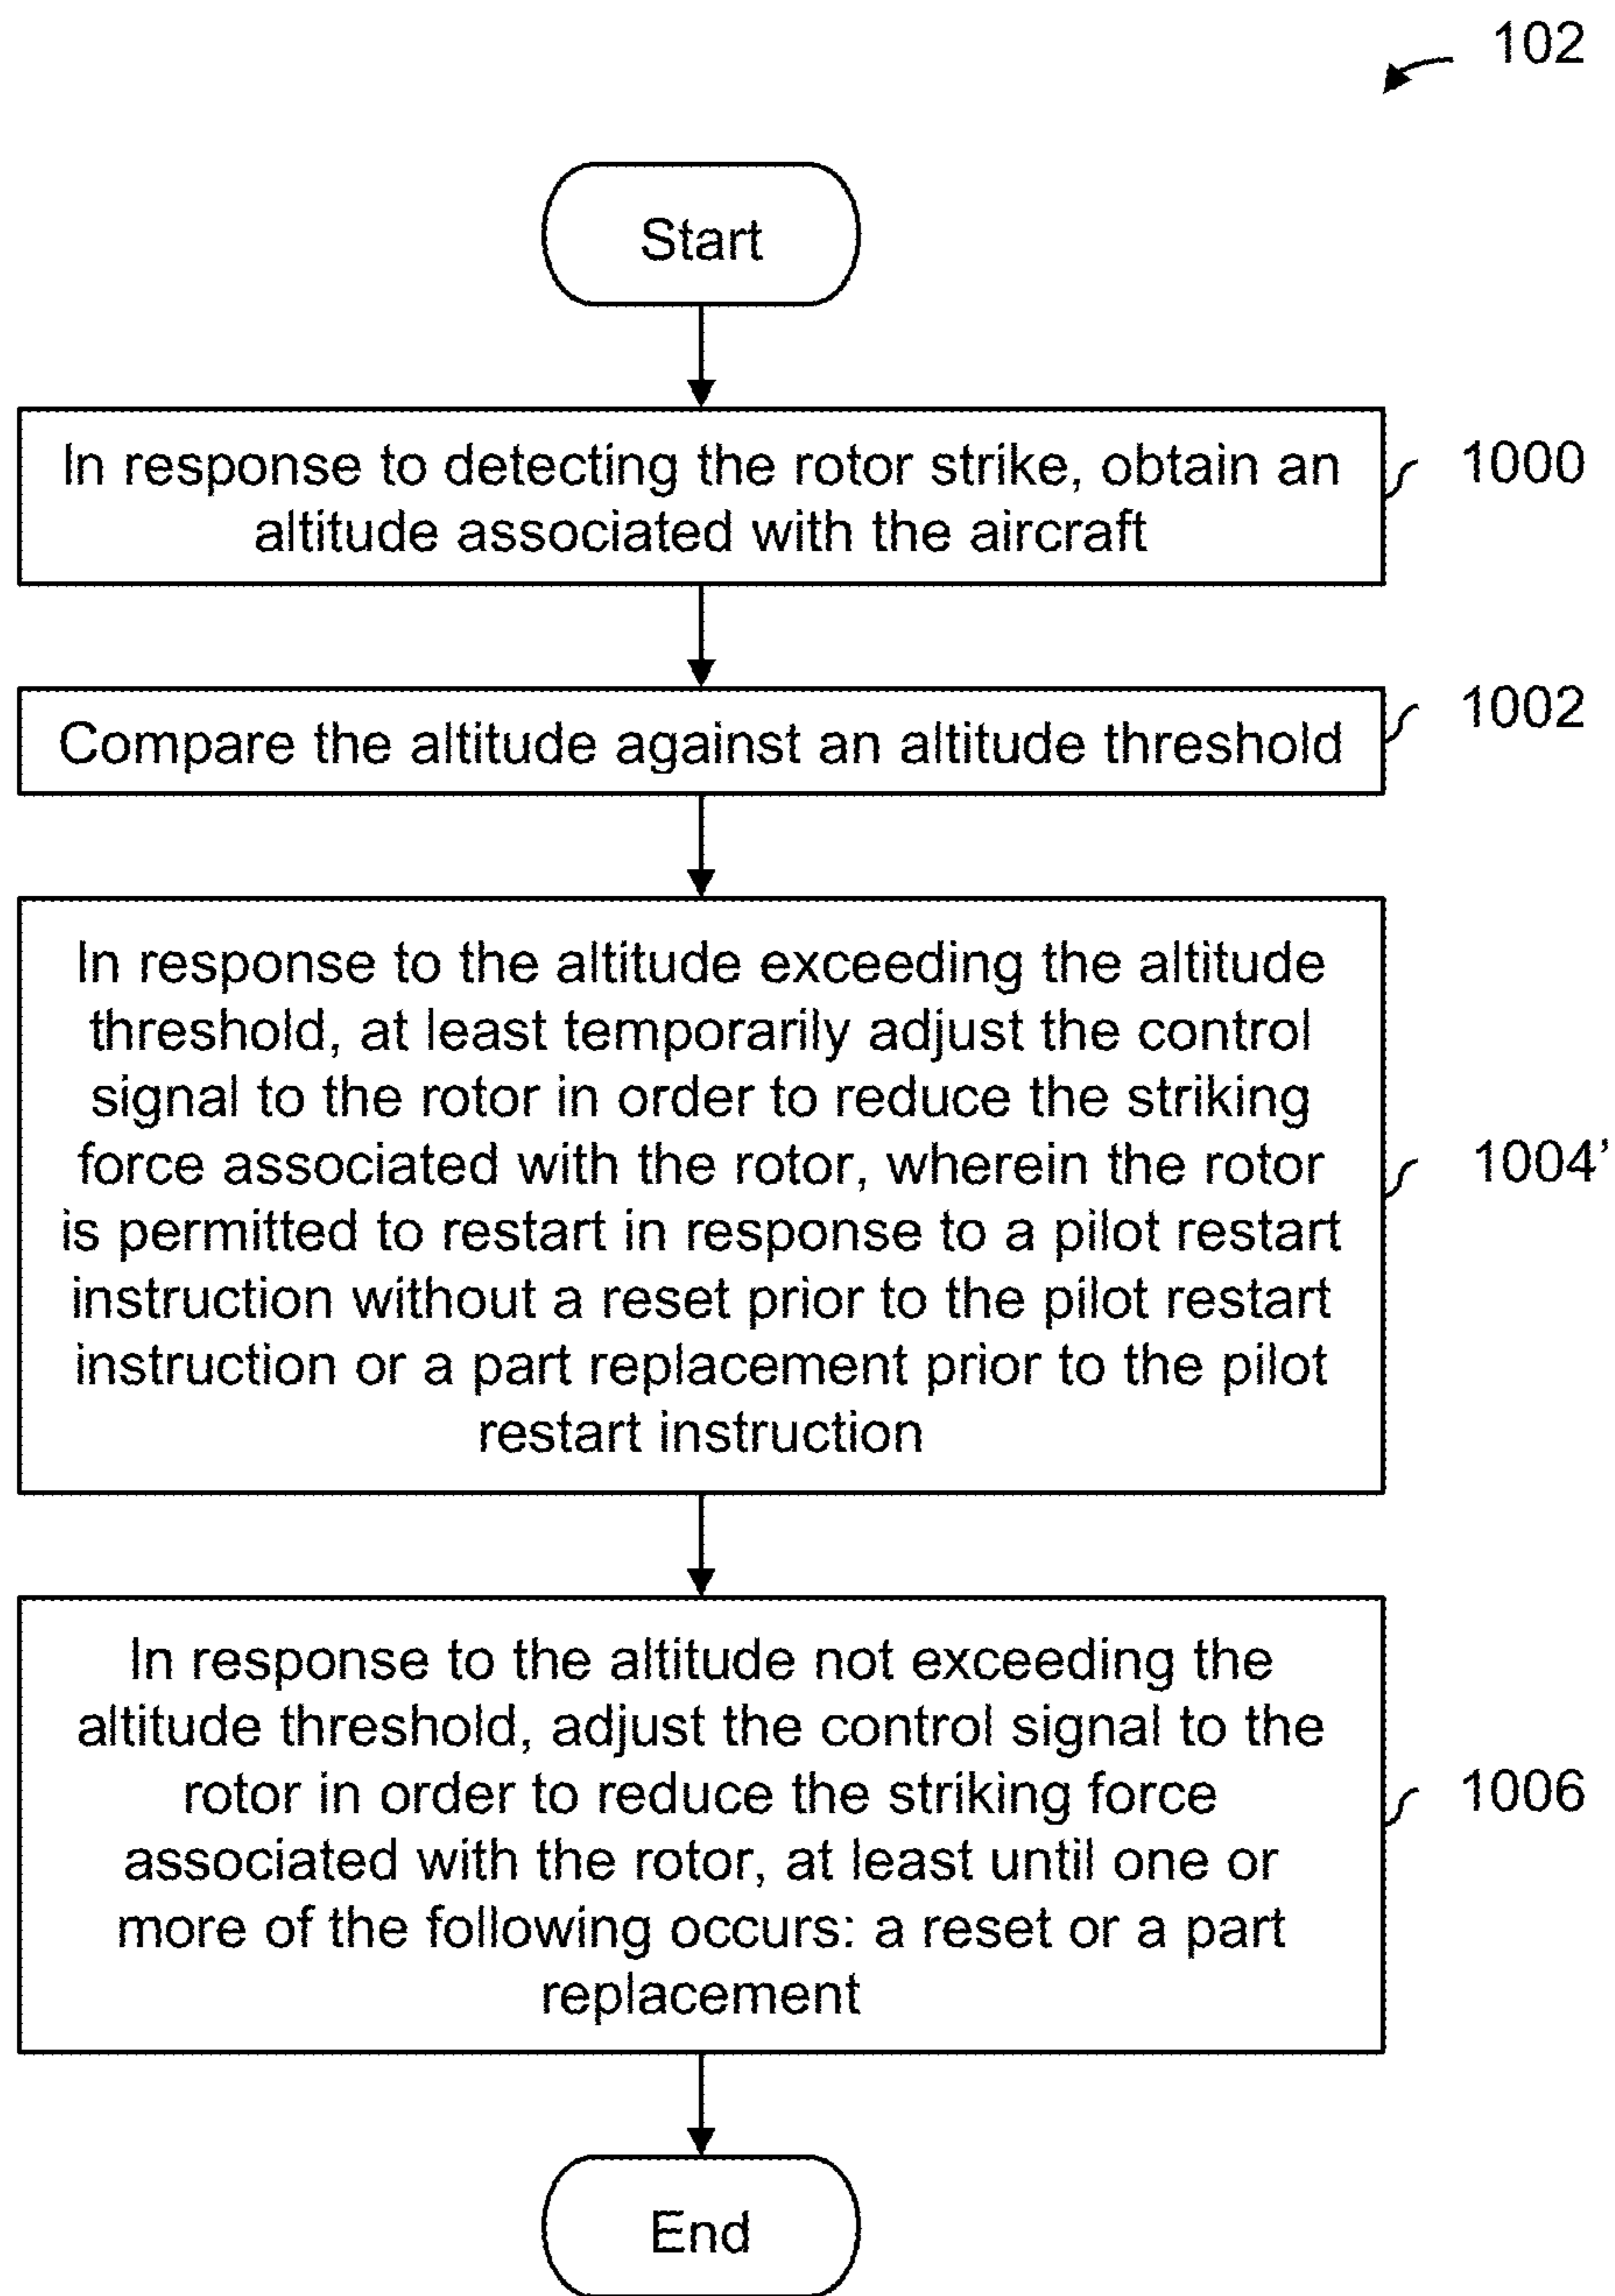 102
Start
In response to detecting the rotor strike, obtain an
altitude associated with the aircraft
1000
Compare the altitude against an altitude threshold
1002
In response to the altitude exceeding the altitude
threshold, at least temporarily adjust the control
signal to the rotor in order to reduce the striking
force associated with the rotor, wherein the rotor
is permitted to restart in response to a pilot restart
instruction without a reset prior to the pilot restart
instruction or a part replacement prior to the pilot
restart instruction
1004’
In response to the altitude not exceeding the
altitude threshold, adjust the control signal to the
rotor in order to reduce the striking force
associated with the rotor, at least until one or
more of the following occurs: a reset or a part
replacement
1006
End